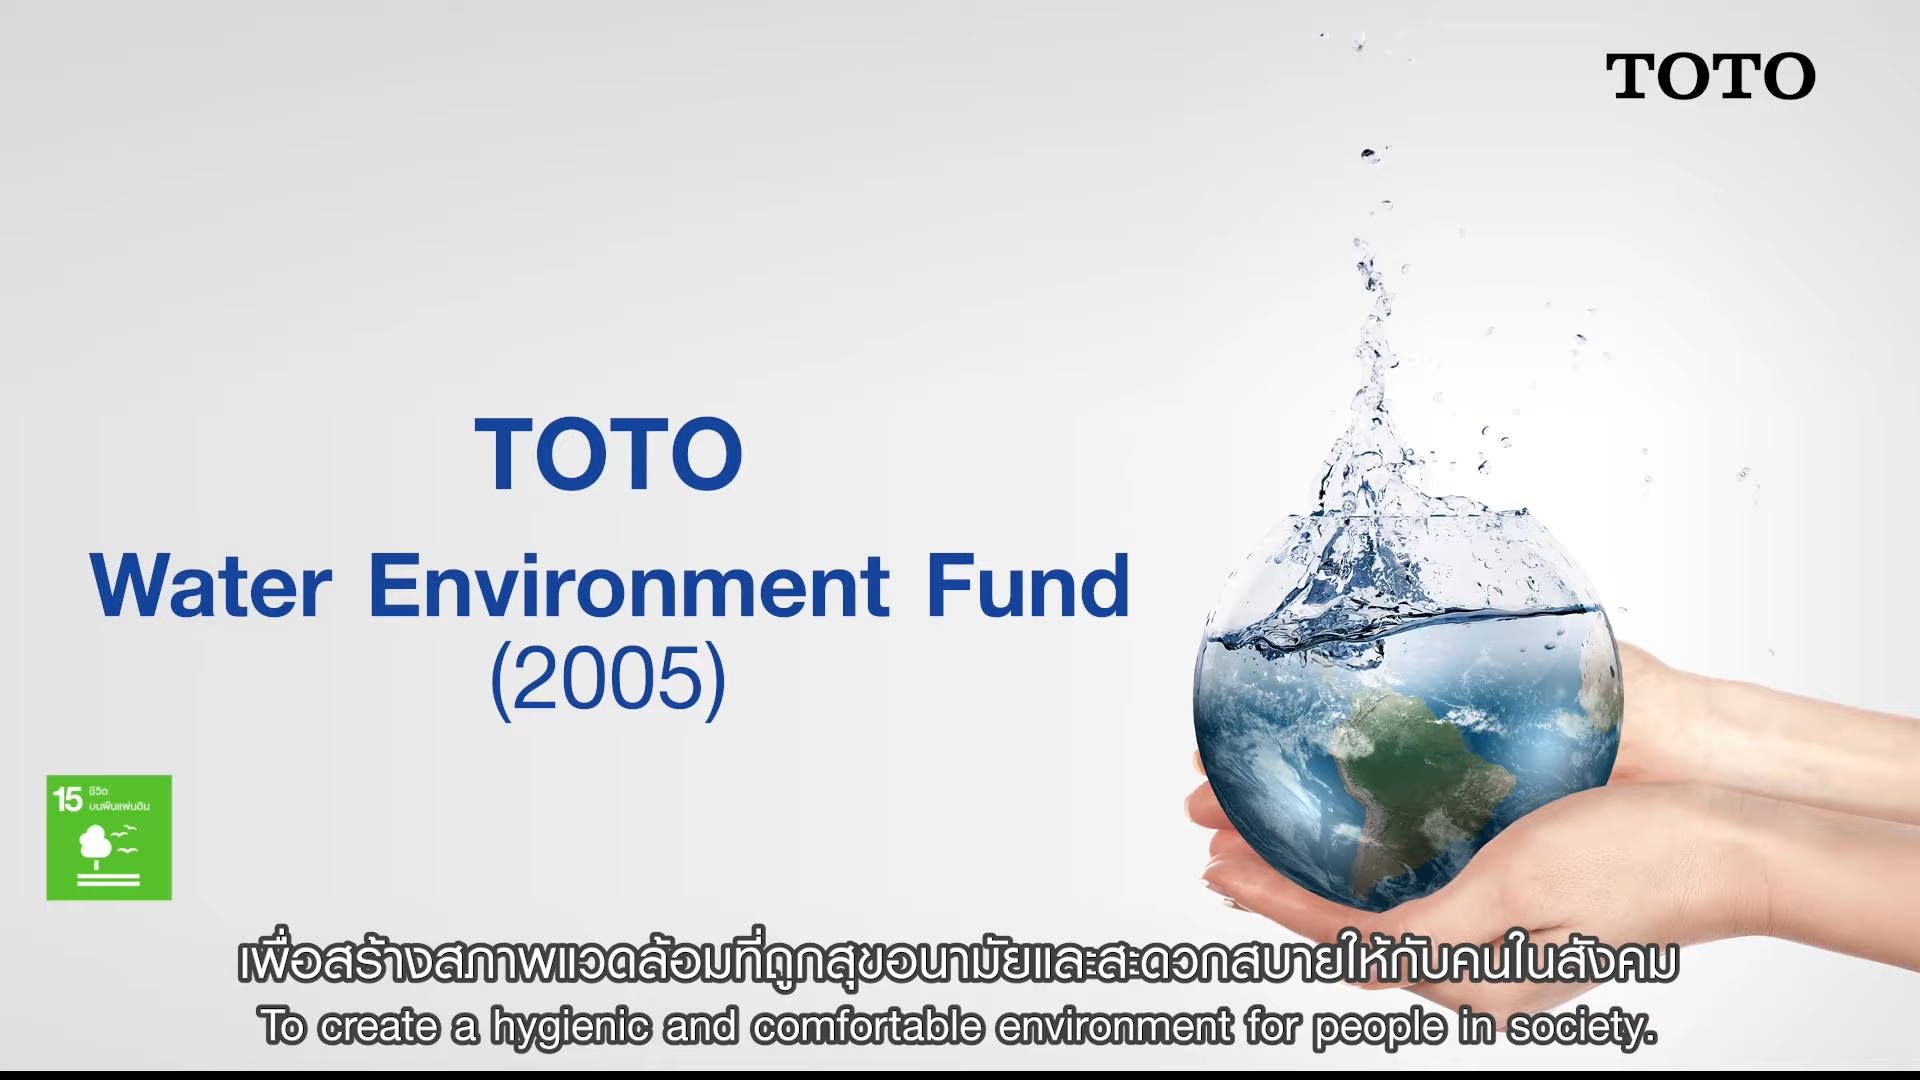 TOTO
TOTO
Water Environment Fund
(2005)
15 ชีวิต
บนผืนแผ่นดิน
เพื่อสร้างสภาพแวดล้อมที่ถูกสุขอนามัยและสะดวกสบายให้กับคนในสังคม
To create a hygienic and comfortable environment for people in society.